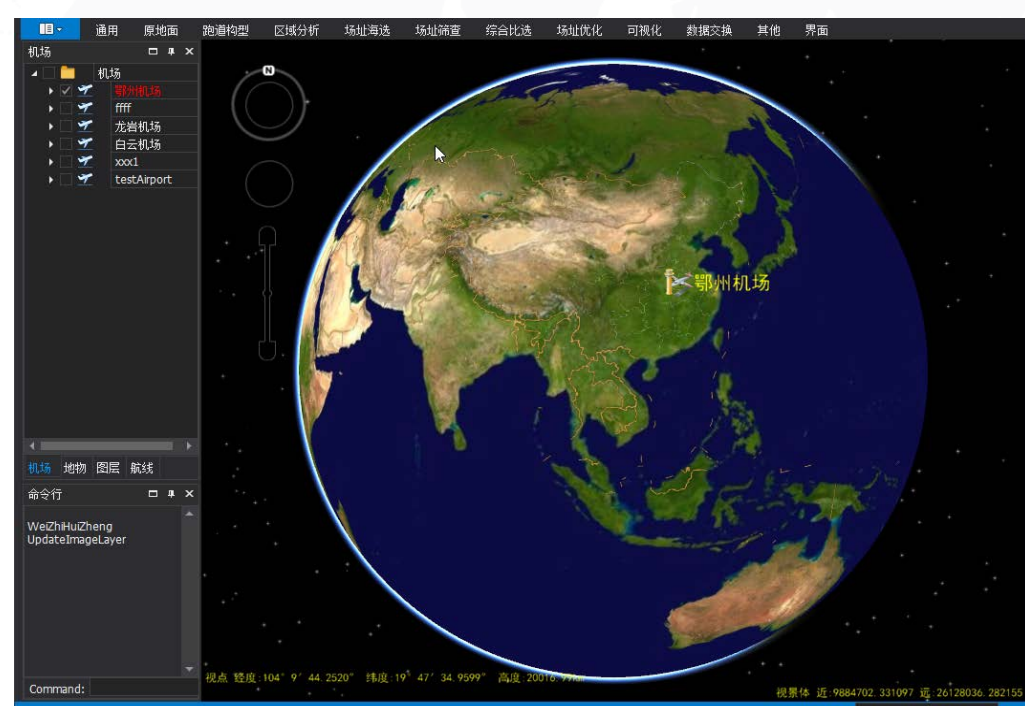 通用 原地面 跑道构型 区域分析 场址海选 场址筛查 综合比选 场址优化 可视化 数据交换 其他 界面
机场
机场
鄂州机场
ffff
龙岩机场
白云机场
xxx1
testAirport
机场 地物 图层 航线
命令行
WeiZhiHuiZheng
UpdateImageLayer
Command:
N
鄂州机场
视点 经度:104° 9′ 44.2520″ 纬度:19° 47′ 34.9599″ 高度:20016.99km
视景体 近:9884702.331097 远:26128036.282155